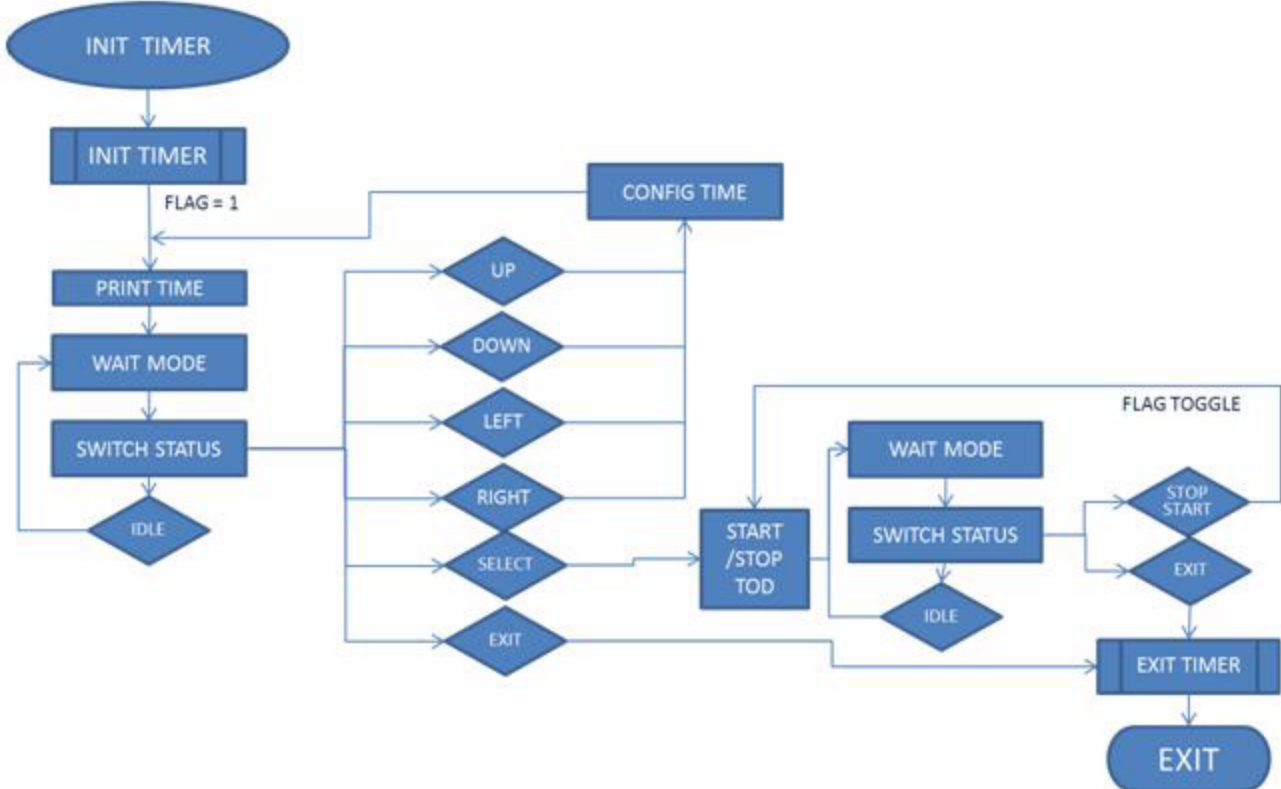 INIT TIMER
INIT TIMER
FLAG = 1
CONFIG TIME
PRINT TIME
WAIT MODE
SWITCH STATUS
IDLE
UP
DOWN
LEFT
RIGHT
SELECT
EXIT
START
/STOP
TOD
FLAG TOGGLE
WAIT MODE
SWITCH STATUS
IDLE
STOP
START
EXIT
EXIT TIMER
EXIT